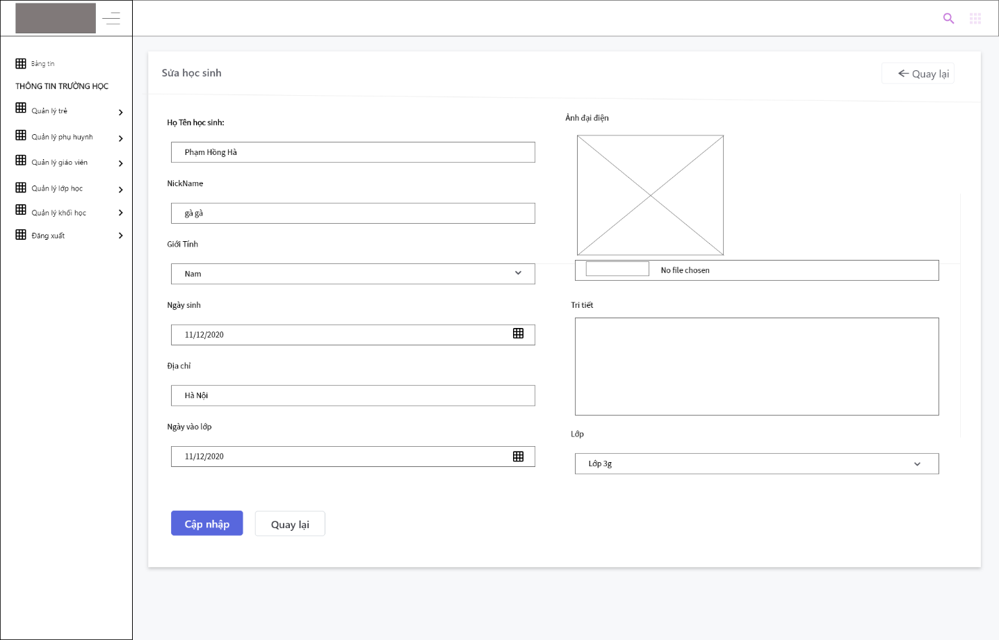 Bảng tin
THÔNG TIN TRƯỜNG HỌC
Quản lý trẻ
Quản lý phụ huynh
Quản lý giáo viên
Quản lý lớp học
Quản lý khối học
Đăng xuất
Sửa học sinh
Quay lại
Họ Tên học sinh:
Phạm Hồng Hà
NickName
gà gà
Giới Tính
Nam
Ngày sinh
11/12/2020
Địa chỉ
Hà Nội
Ngày vào lớp
11/12/2020
Ảnh đại điện
No file chosen
Tri tiết
Lớp
Lớp 3g
Cập nhập
Quay lại